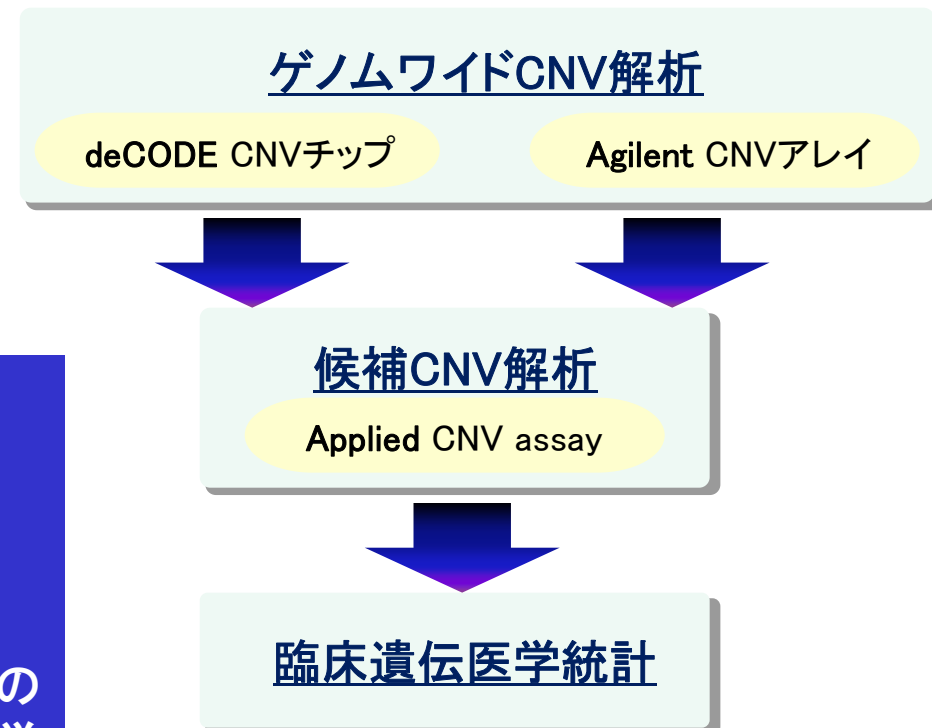 ゲノムワイドCNV解析
deCODE CNVチップ
Agilent CNVアレイ
候補CNV解析
Applied CNV assay
臨床遺伝医学統計
の